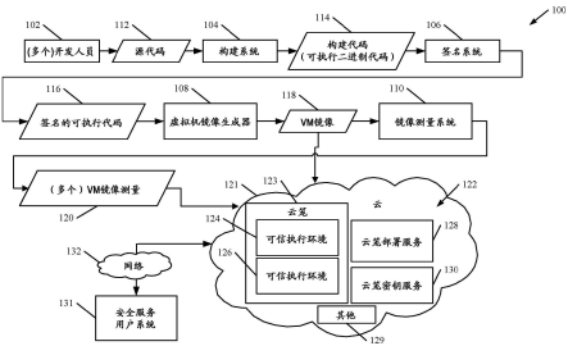 100
102
112
104
114
106
(多个)开发人员
源代码
构建系统
构建代码
(可执行二进制代码)
签名系统
116
108
118
110
签名的可执行代码
虚拟机镜像生成器
VM镜像
镜像测量系统
(多个) VM镜像测量
120
121
123
122
云笼
云
124
可信执行环境
云笼部署服务
128
126
可信执行环境
云笼密钥服务
130
132
网络
131
安全服务
用户系统
其他
129